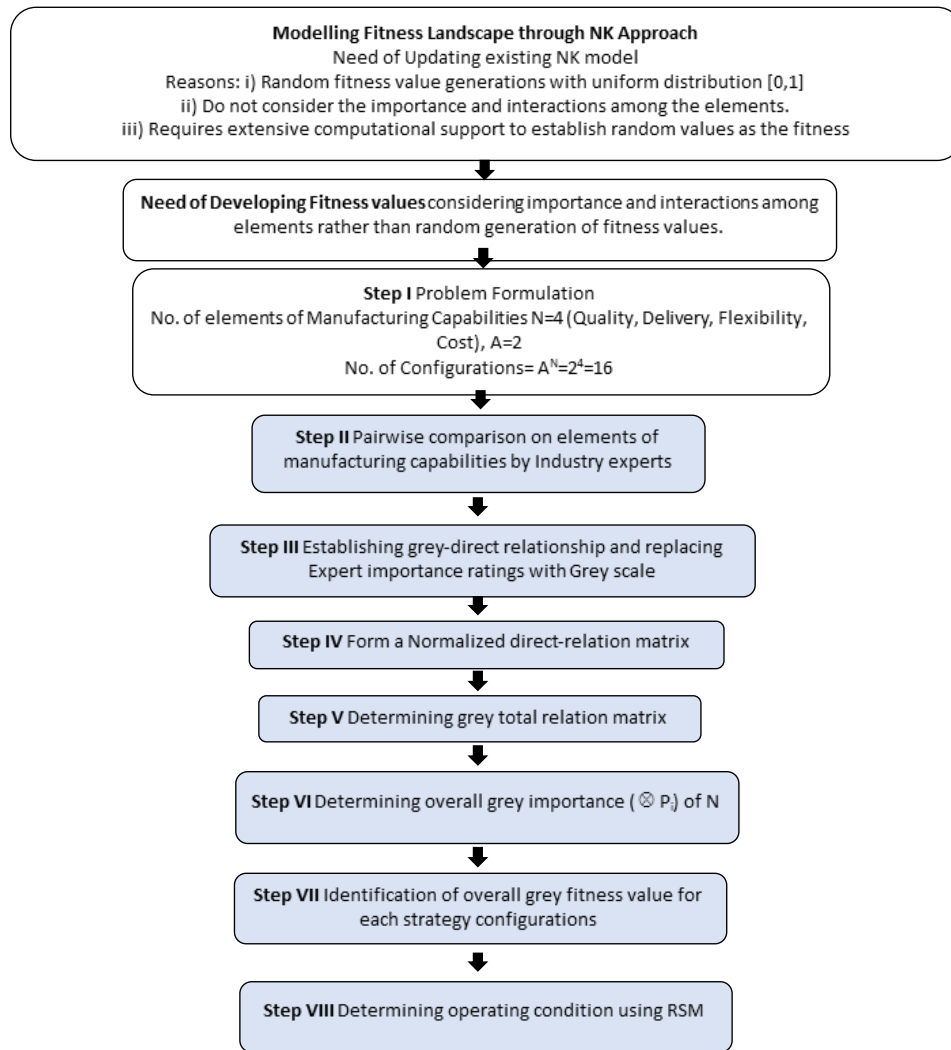 Modelling Fitness Landscape through NK Approach
Need of Updating existing NK model
Reasons: i) Random fitness value generations with uniform distribution [0,1]
ii) Do not consider the importance and interactions among the elements.
iii) Requires extensive computational support to establish random values as the fitness
Need of Developing Fitness values considering importance and interactions among
elements rather than random generation of fitness values.
Step I Problem Formulation
No. of elements of Manufacturing Capabilities N=4 (Quality, Delivery, Flexibility,
Cost), A=2
No. of Configurations= Aᴺ=2⁴=16
Step II Pairwise comparison on elements of
manufacturing capabilities by Industry experts
Step III Establishing grey-direct relationship and replacing
Expert importance ratings with Grey scale
Step IV Form a Normalized direct-relation matrix
Step V Determining grey total relation matrix
Step VI Determining overall grey importance ( ⊗ Pᵢ) of N
Step VII Identification of overall grey fitness value for
each strategy configurations
Step VIII Determining operating condition using RSM